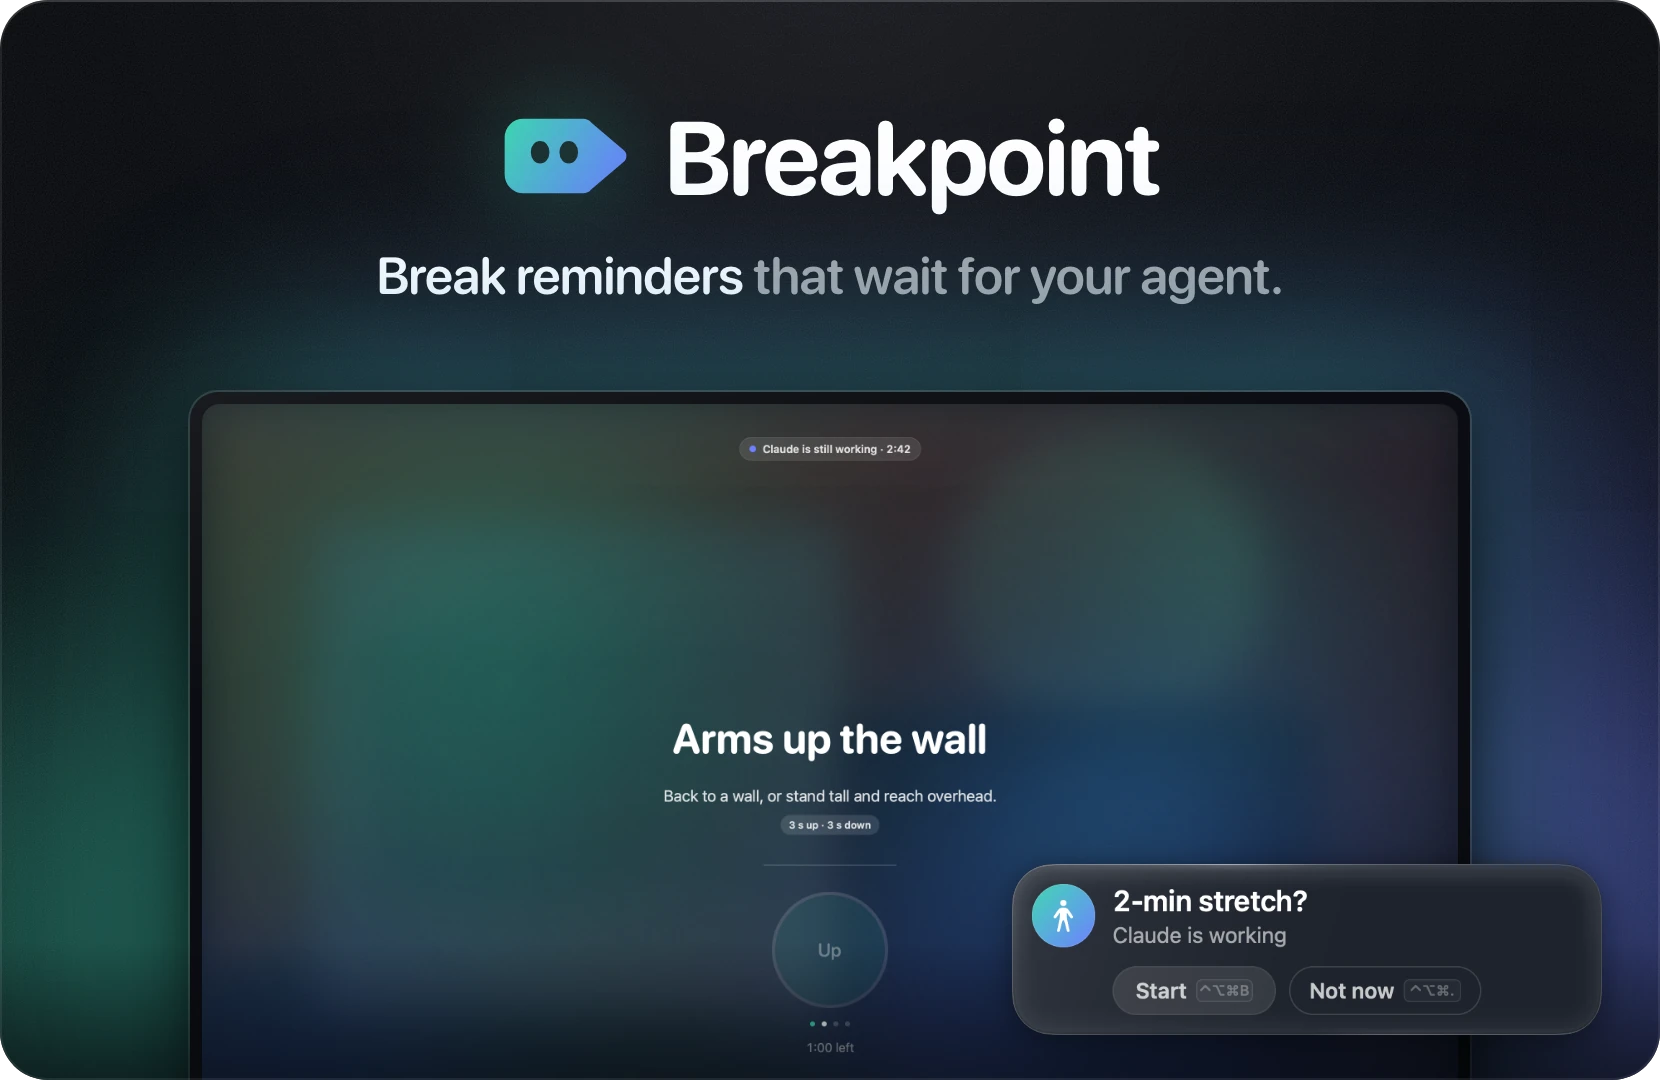 Breakpoint
Break reminders that wait for your agent.
Claude is still working · 2:42
Arms up the wall
Back to a wall, or stand tall and reach overhead.
3 s up · 3 s down
Up
1:00 left
2-min stretch?
Claude is working
Start ^⌥⌘B
Not now ^⌥⌘.